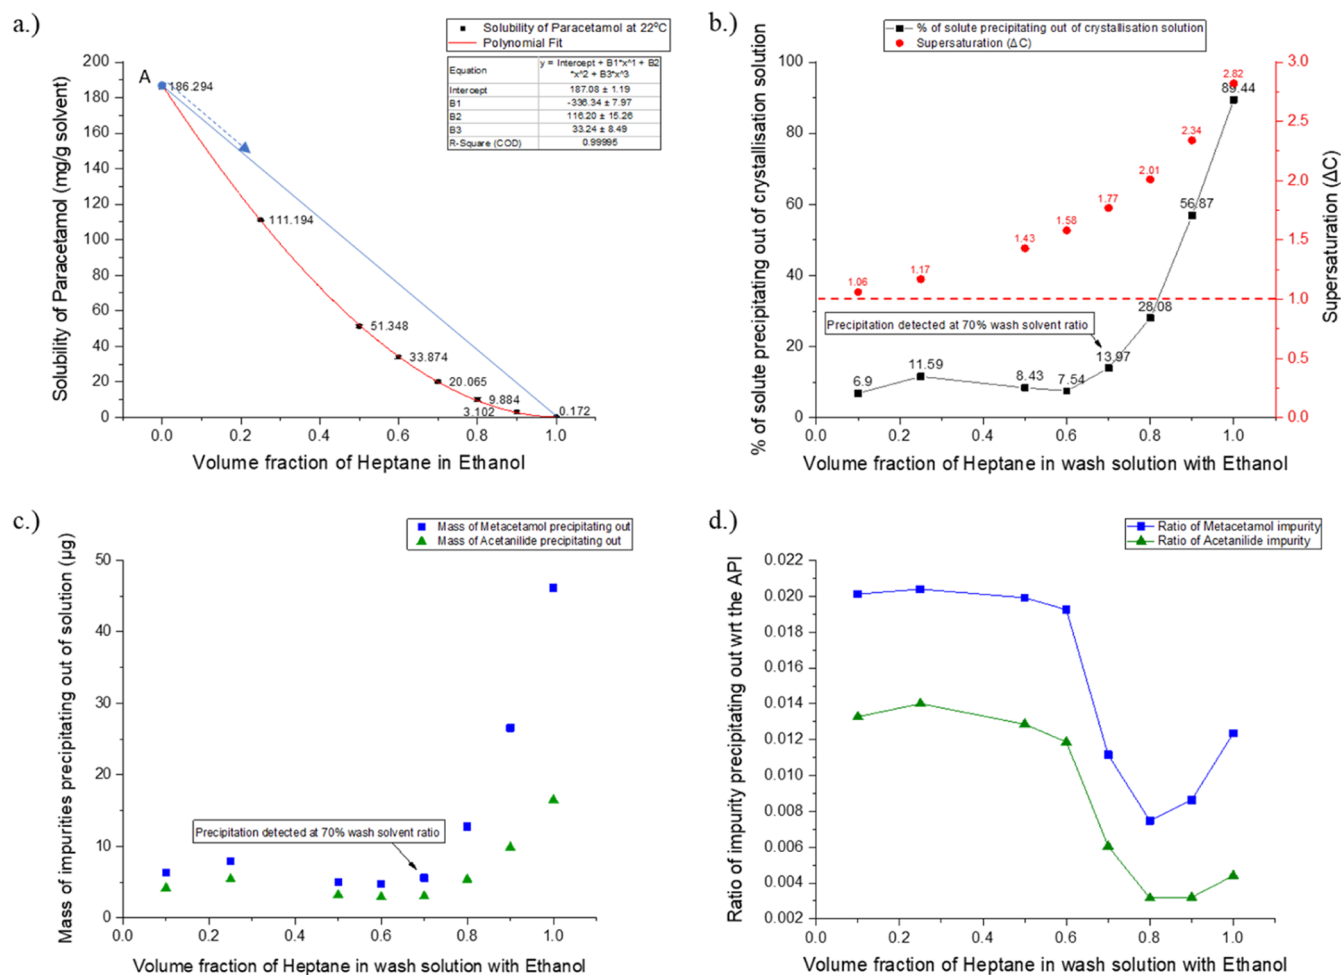 a.)
Solubility of Paracetamol at 22⁰C
Polynomial Fit
Equation
y = Intercept + B1*x^1 + B2
*x^2 + B3*x^3
Intercept
187.08 ± 1.19
B1
-336.34 ± 7.97
B2
116.20 ± 15.26
B3
33.24 ± 8.49
R-Square (COD)
0.99995
Solubility of Paracetamol (mg/g solvent)
200
180
160
140
120
100
80
60
40
20
0
A
186.294
111.194
51.348
33.874
20.065
9.884
3.102
0.172
0.0
0.2
0.4
0.6
0.8
1.0
Volume fraction of Heptane in Ethanol
b.)
% of solute precipitating out of crystallisation solution
Supersaturation (ΔC)
% of solute precipitating out of crystallisation solution
100
80
60
40
20
0
1.06
1.17
1.43
1.58
1.77
2.01
2.34
2.82
89.44
56.87
28.08
Precipitation detected at 70% wash solvent ratio
6.9
11.59
8.43
7.54
13.97
3.0
2.5
2.0
1.5
1.0
0.5
0.0
Supersaturation (ΔC)
0.0
0.2
0.4
0.6
0.8
1.0
Volume fraction of Heptane in wash solution with Ethanol
c.)
Mass of Metacetamol precipitating out
Mass of Acetanilide precipitating out
Mass of impurities precipitating out of solution (µg)
50
40
30
20
10
0
Precipitation detected at 70% wash solvent ratio
0.0
0.2
0.4
0.6
0.8
1.0
Volume fraction of Heptane in wash solution with Ethanol
d.)
Ratio of Metacetamol impurity
Ratio of Acetanilide impurity
Ratio of impurity precipitating out wrt the API
0.022
0.020
0.018
0.016
0.014
0.012
0.010
0.008
0.006
0.004
0.002
0.0
0.2
0.4
0.6
0.8
1.0
Volume fraction of Heptane in wash solution with Ethanol